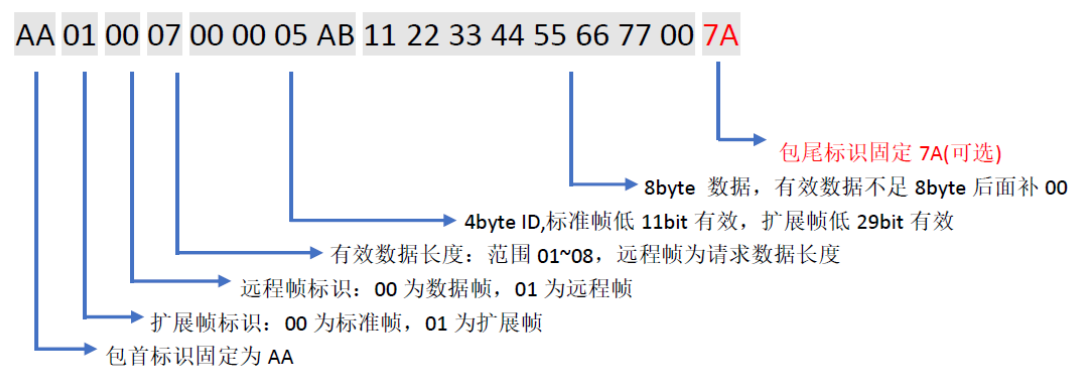 AA 01 00 07 00 00 05 AB 11 22 33 44 55 66 77 00 7A
包尾标识固定 7A(可选)
8byte 数据，有效数据不足 8byte 后面补 00
4byte ID,标准帧低 11bit 有效，扩展帧低 29bit 有效
有效数据长度：范围 01~08，远程帧为请求数据长度
远程帧标识：00 为数据帧，01 为远程帧
扩展帧标识：00 为标准帧，01 为扩展帧
包首标识固定为 AA